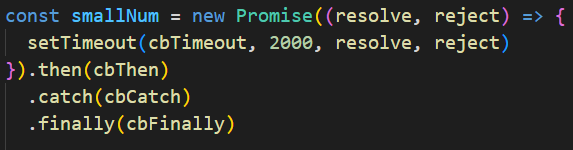 const smallNum = new Promise((resolve, reject) => {
  setTimeout(cbTimeout, 2000, resolve, reject)
}).then(cbThen)
  .catch(cbCatch)
  .finally(cbFinally)